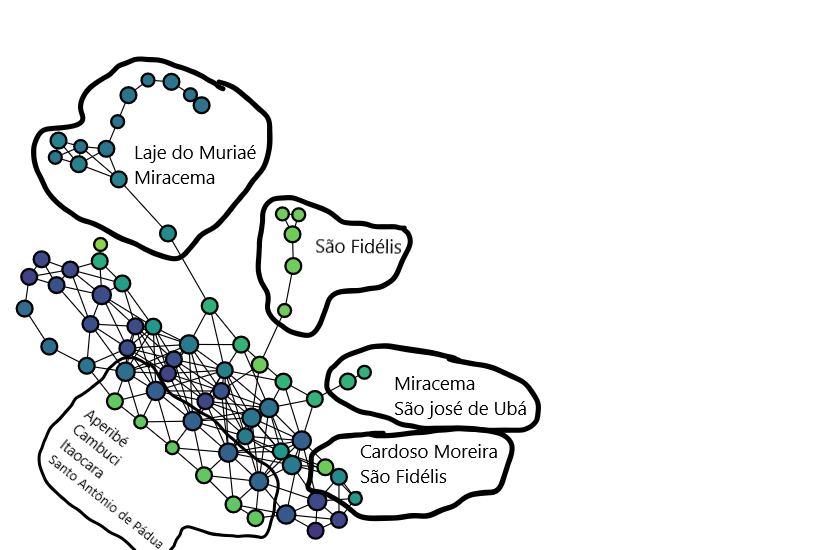 Laje do Muriaé
Miracema
São Fidélis
Miracema
São josé de Ubá
Cardoso Moreira
São Fidélis
Aperibé
Cambuci
Itaocara
Santo Antônio de Pádua